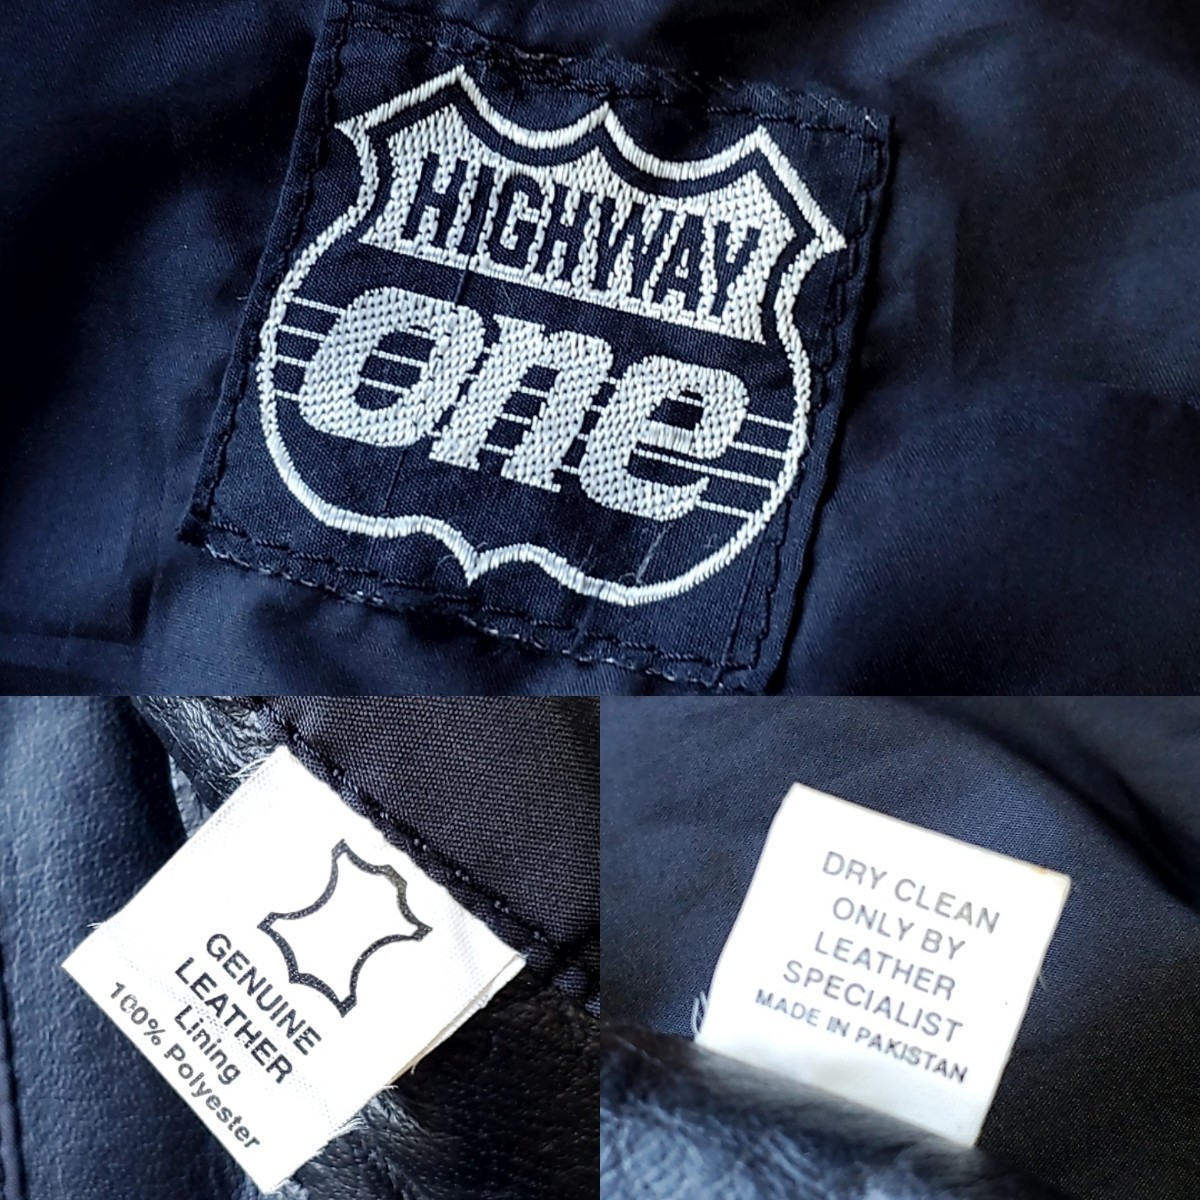 HIGHWAY
one
GENUINE
LEATHER
Lining
100% Polyester
DRY CLEAN
ONLY BY
LEATHER
SPECIALIST
MADE IN PAKISTAN